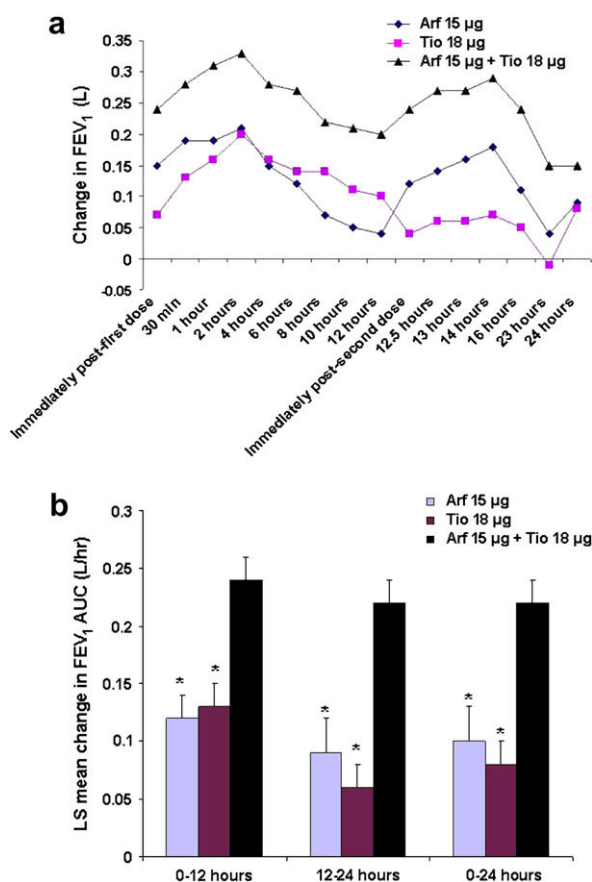 a
Arf 15 µg
Tio 18 µg
Arf 15 µg + Tio 18 µg
Change in FEV1 (L)
0.35
0.3
0.25
0.2
0.15
0.1
0.05
0
-0.05
Immediately post-first dose
30 min
1 hour
2 hours
4 hours
6 hours
8 hours
10 hours
12 hours
Immediately post-second dose
12.5 hours
13 hours
14 hours
16 hours
23 hours
24 hours
b
Arf 15 µg
Tio 18 µg
Arf 15 µg + Tio 18 µg
LS mean change in FEV1 AUC (L/hr)
0.3
0.25
0.2
0.15
0.1
0.05
0
* * * * * *
0-12 hours 12-24 hours 0-24 hours